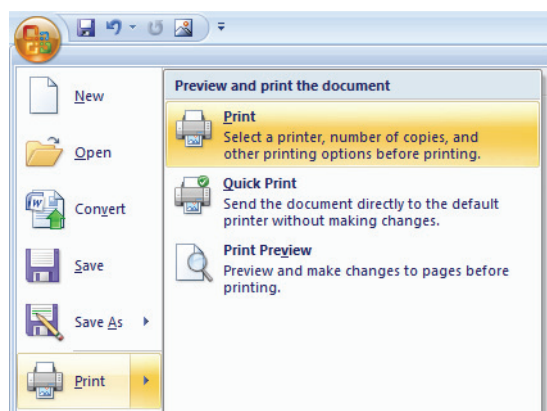 New
Open
Convert
Save
Save As
Print
Preview and print the document
Print
Select a printer, number of copies, and
other printing options before printing.
Quick Print
Send the document directly to the default
printer without making changes.
Print Preview
Preview and make changes to pages before
printing.